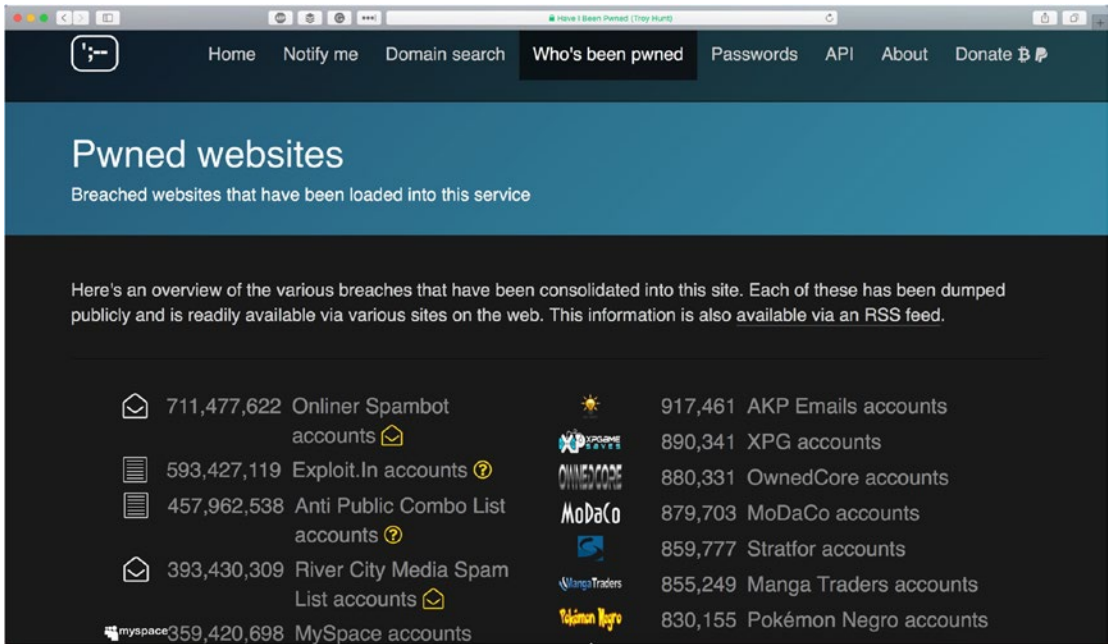 Have I Been Pwned (Troy Hunt)
';--
Home Notify me Domain search Who's been pwned Passwords API About Donate
Pwned websites
Breached websites that have been loaded into this service
Here's an overview of the various breaches that have been consolidated into this site. Each of these has been dumped
publicly and is readily available via various sites on the web. This information is also available via an RSS feed.
711,477,622 Onliner Spambot
accounts
593,427,119 Exploit.In accounts
457,962,538 Anti Public Combo List
accounts
393,430,309 River City Media Spam
List accounts
myspace 359,420,698 MySpace accounts
917,461 AKP Emails accounts
XPGAME SAVES 890,341 XPG accounts
OWNEDCORE 880,331 OwnedCore accounts
MoDaCo 879,703 MoDaCo accounts
859,777 Stratfor accounts
MangaTraders 855,249 Manga Traders accounts
Pokémon Negro 830,155 Pokémon Negro accounts